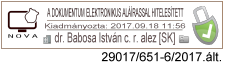 A DOKUMENTUM ELEKTRONIKUS ALÁÍRÁSSAL HITELESÍTETT
Kiadmányozta: 2017.09.18 11:56
dr. Babosa István c. r. alez [SK]
NOVA
29017/651-6/2017.ált.